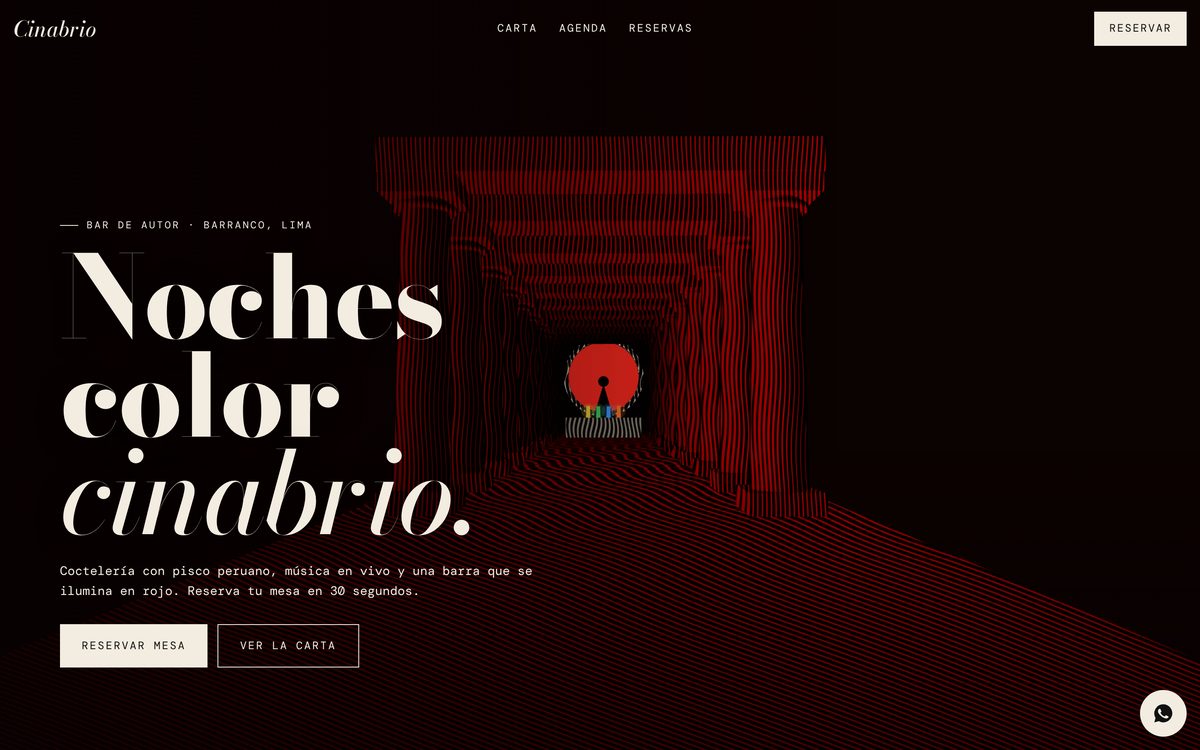 Cinabrio
CARTA AGENDA RESERVAS
RESERVAR
BAR DE AUTOR · BARRANCO, LIMA
Noches
color
cinabrio.
Coctelería con pisco peruano, música en vivo y una barra que se
ilumina en rojo. Reserva tu mesa en 30 segundos.
RESERVAR MESA
VER LA CARTA